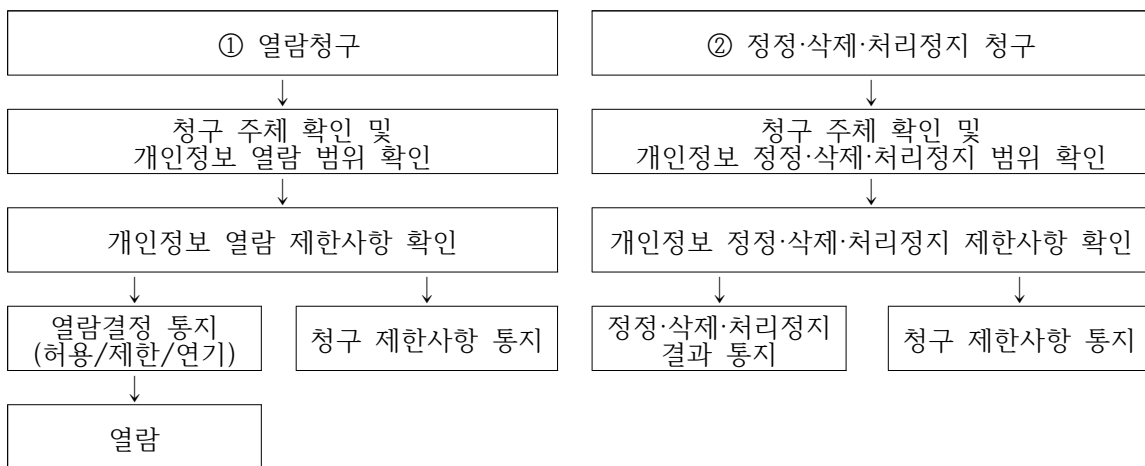 ① 열람청구
청구 주체 확인 및
개인정보 열람 범위 확인
개인정보 열람 제한사항 확인
열람결정 통지
(허용/제한/연기)
청구 제한사항 통지
열람
② 정정·삭제·처리정지 청구
청구 주체 확인 및
개인정보 정정·삭제·처리정지 범위 확인
개인정보 정정·삭제·처리정지 제한사항 확인
정정·삭제·처리정지
결과 통지
청구 제한사항 통지